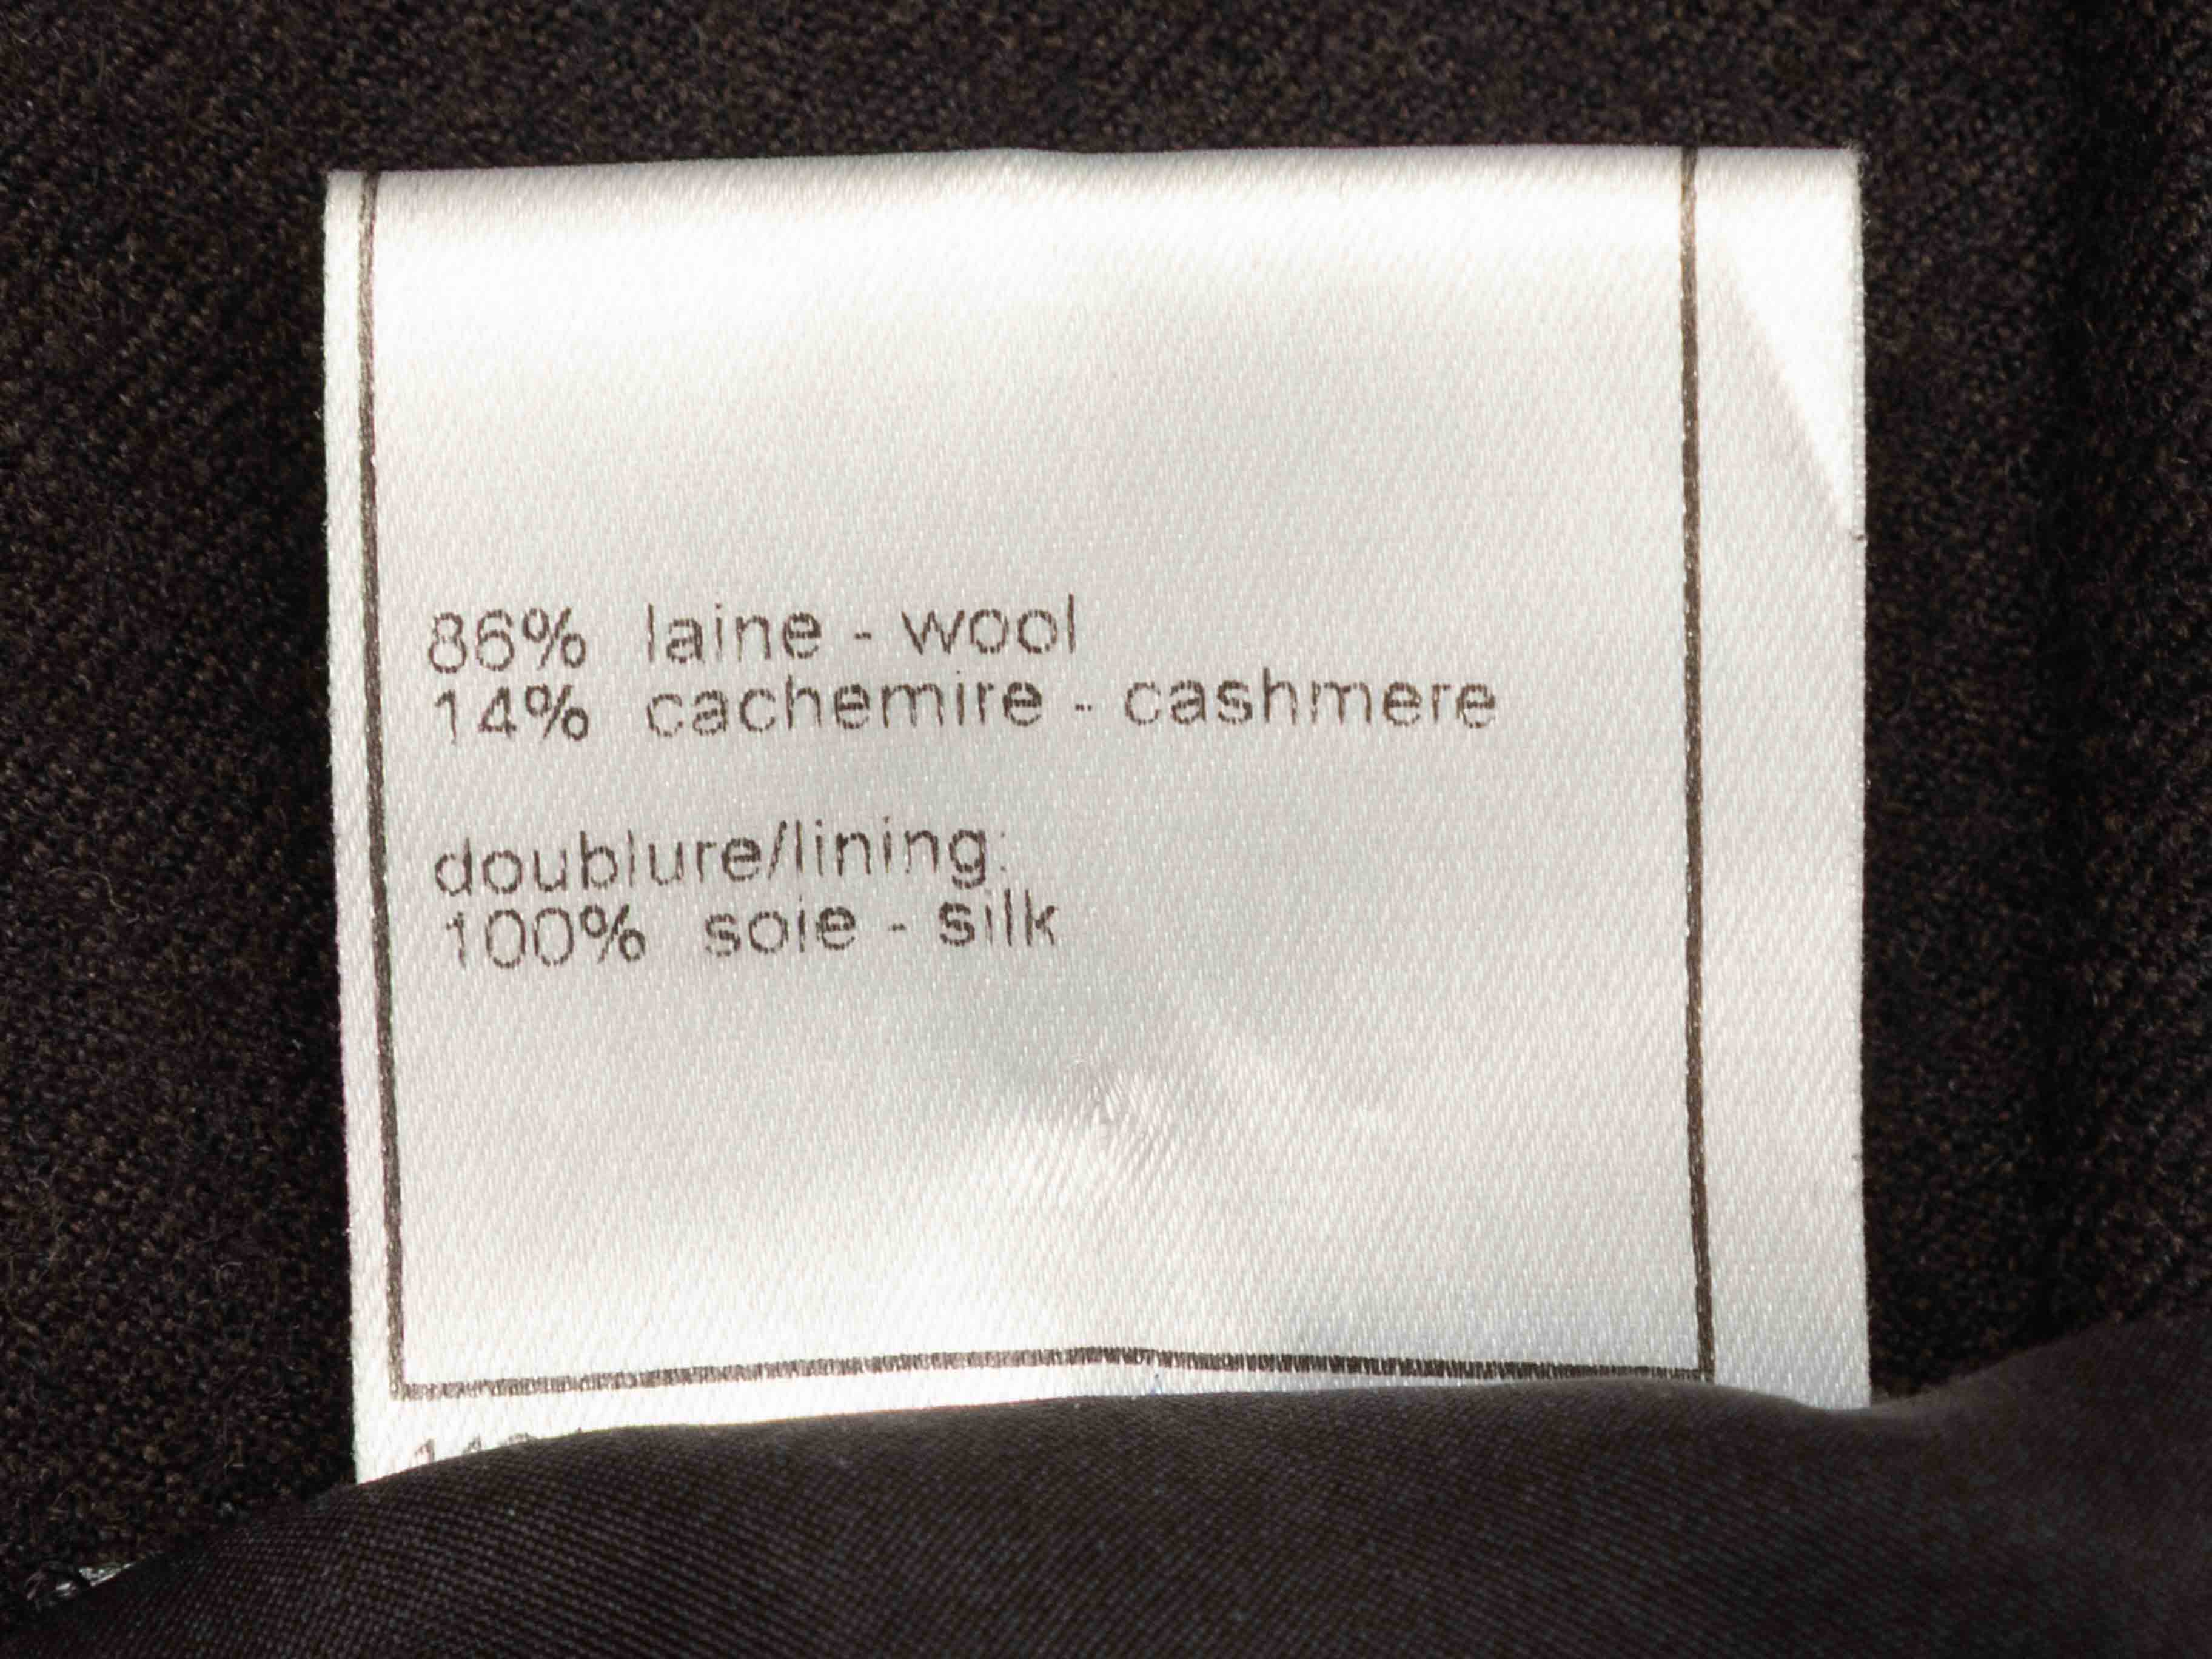 86% laine - wool
14% cachemire - cashmere
doublure/lining:
100% soie - silk